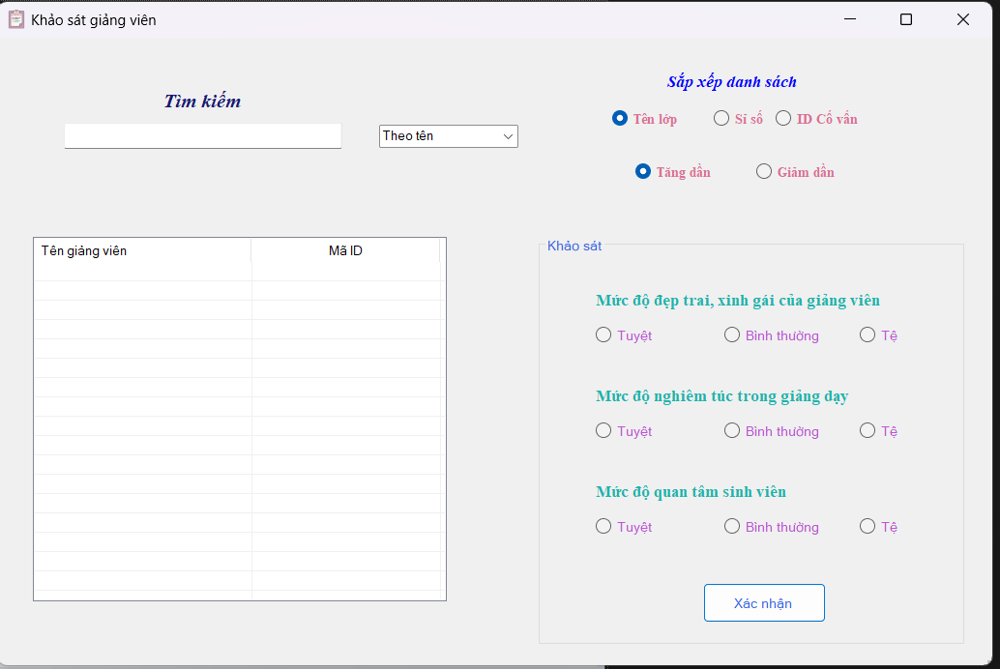 Khảo sát giảng viên
Tìm kiếm
Theo tên
Sắp xếp danh sách
Tên lớp Sĩ số ID Cố vấn
Tăng dần Giảm dần
Tên giảng viên Mã ID
Khảo sát
Mức độ đẹp trai, xinh gái của giảng viên
Tuyệt Bình thường Tệ
Mức độ nghiêm túc trong giảng dạy
Tuyệt Bình thường Tệ
Mức độ quan tâm sinh viên
Tuyệt Bình thường Tệ
Xác nhận